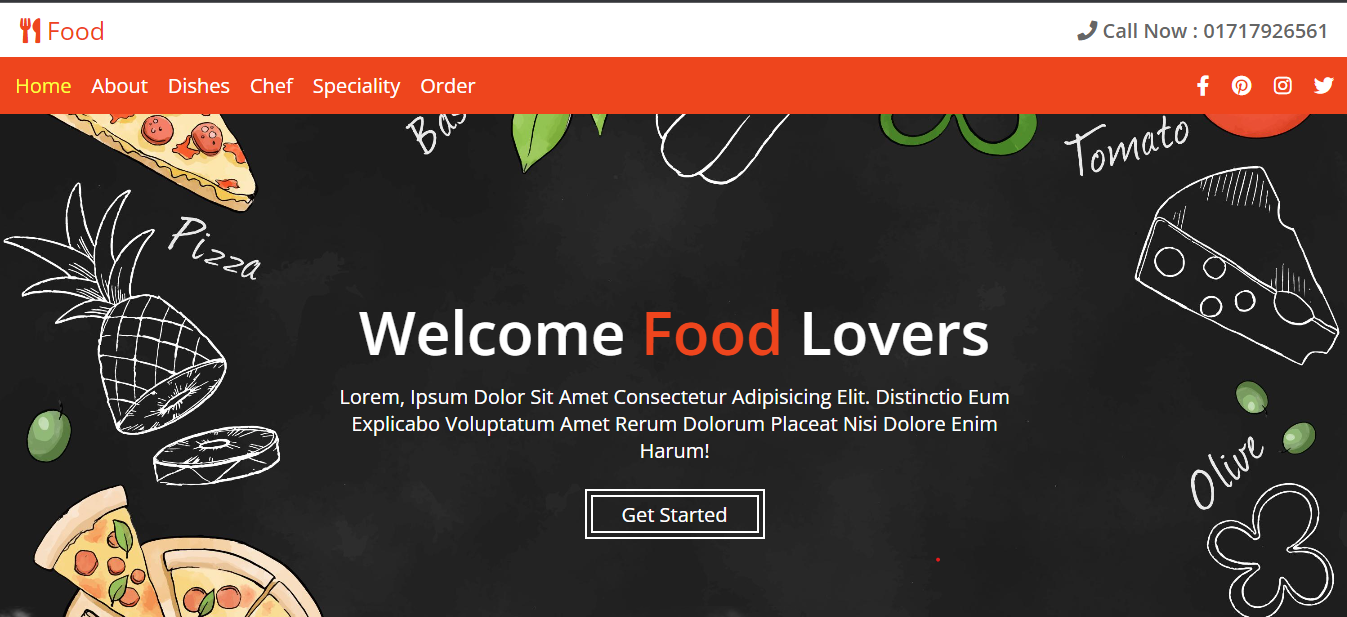 Food
Call Now : 01717926561
Home About Dishes Chef Speciality Order
Tomato
Pizza
Welcome Food Lovers
Lorem, Ipsum Dolor Sit Amet Consectetur Adipisicing Elit. Distinctio Eum
Explicabo Voluptatum Amet Rerum Dolorum Placeat Nisi Dolore Enim
Harum!
Olive
Get Started